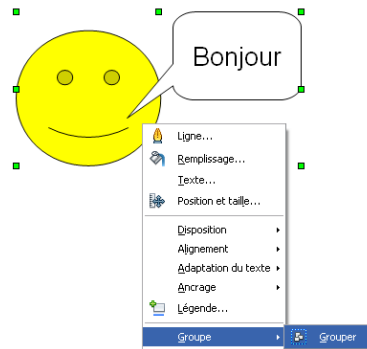 Bonjour
Ligne...
Remplissage...
Texte...
Position et taille...
Disposition
Alignement
Adaptation du texte
Ancrage
Légende...
Groupe
Grouper